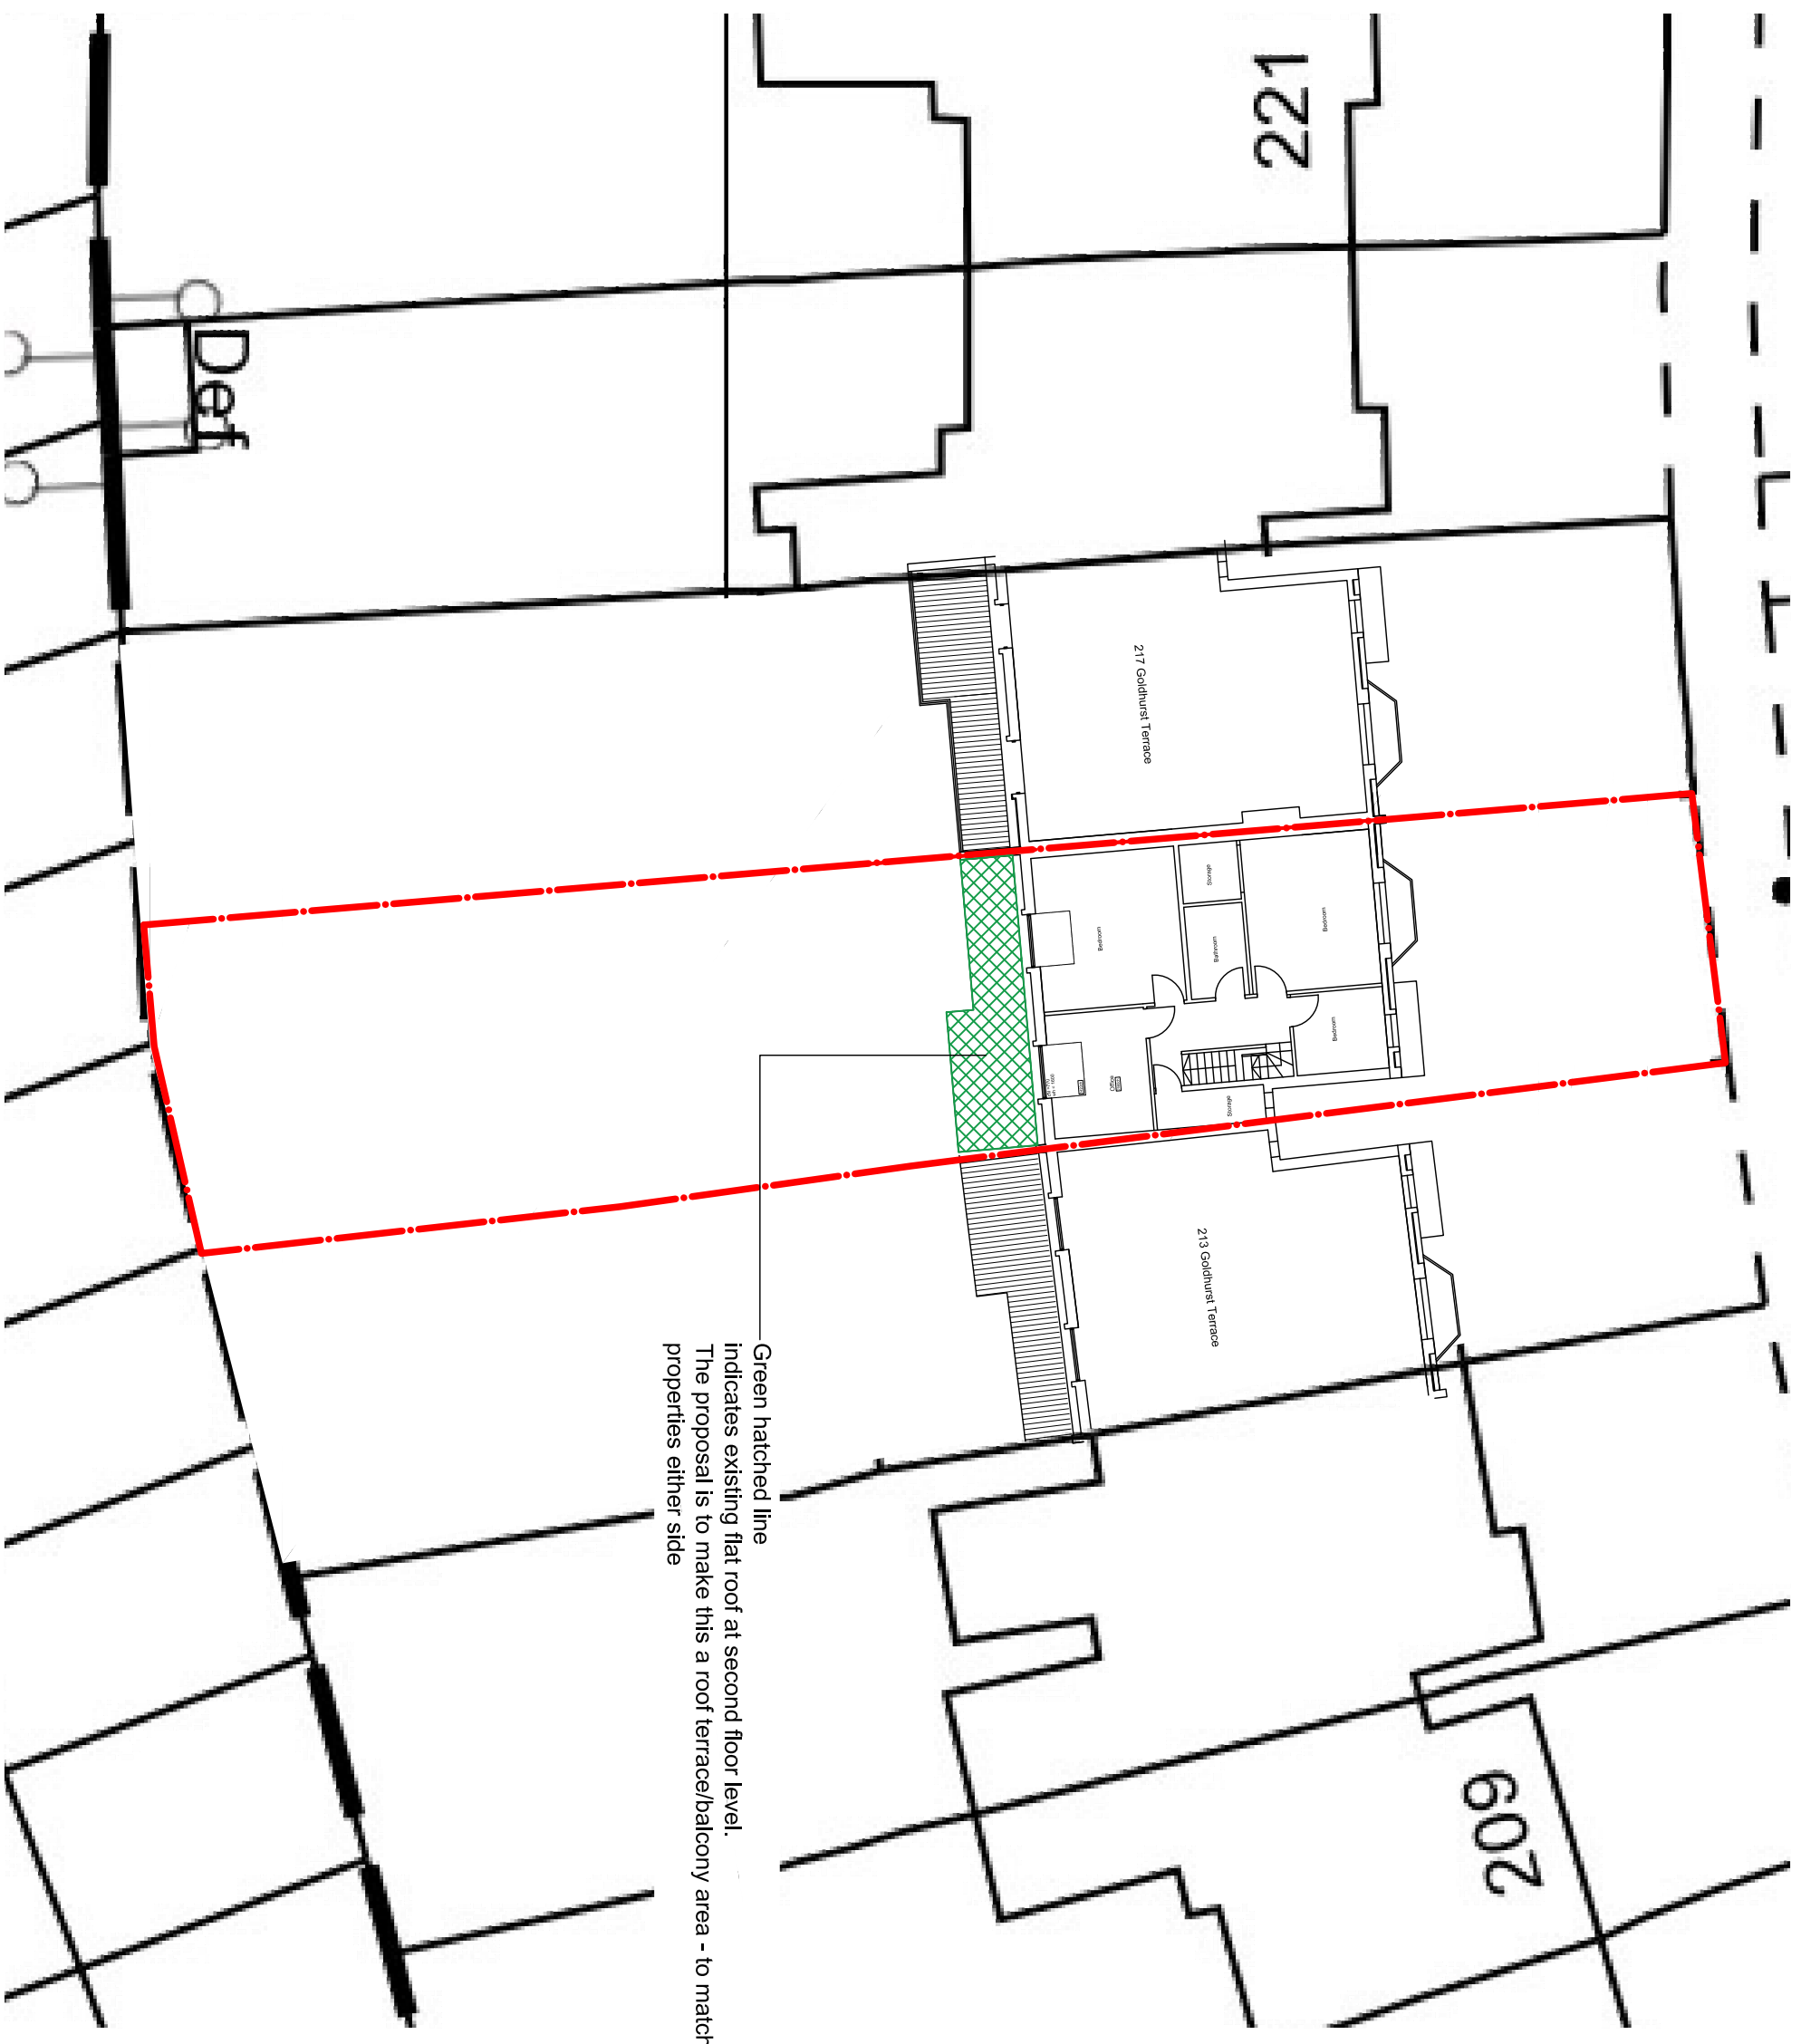 221
Def
217 Goldhurst Terrace
Storage
Bedroom
Bathroom
Bedroom
Bedroom
Office
Storage
213 Goldhurst Terrace
Green hatched line
indicates existing flat roof at second floor level.
The proposal is to make this a roof terrace/balcony area - to match
properties either side
209